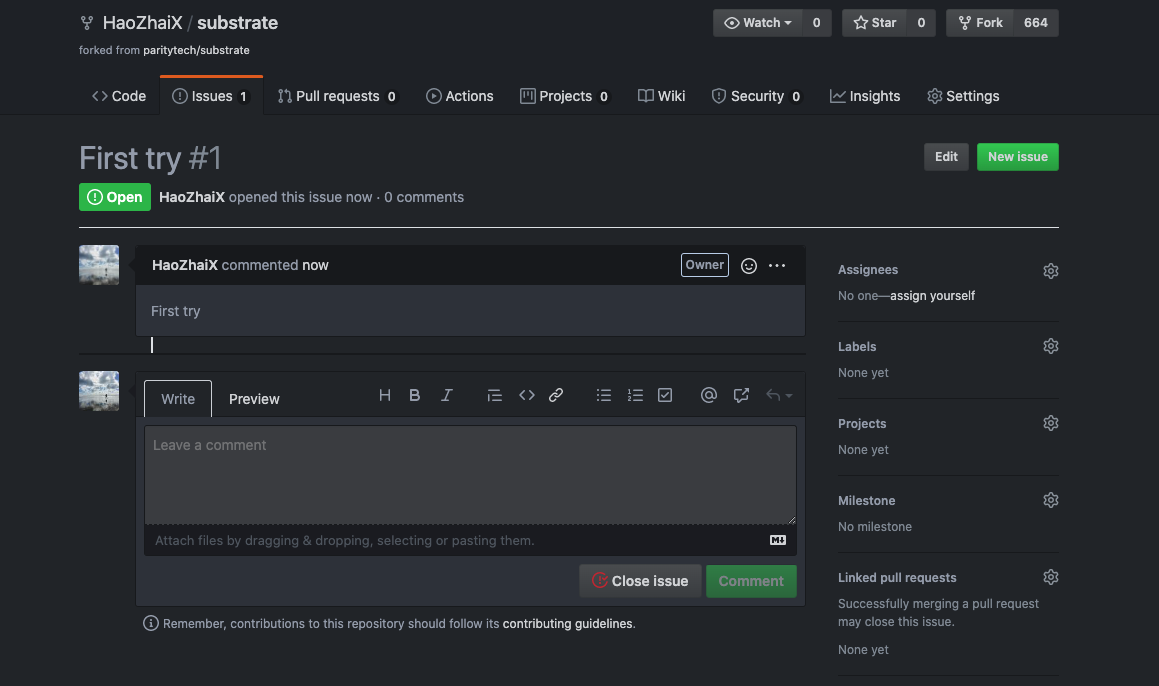 HaoZhaiX / substrate
Watch 0 Star 0 Fork 664
forked from paritytech/substrate
Code Issues 1 Pull requests 0 Actions Projects 0 Wiki Security 0 Insights Settings
First try #1
Edit New issue
Open HaoZhaiX opened this issue now · 0 comments
HaoZhaiX commented now Owner
First try
Write Preview
Leave a comment
Attach files by dragging & dropping, selecting or pasting them.
Close issue Comment
Remember, contributions to this repository should follow its contributing guidelines.
Assignees
No one—assign yourself
Labels
None yet
Projects
None yet
Milestone
No milestone
Linked pull requests
Successfully merging a pull request
may close this issue.
None yet